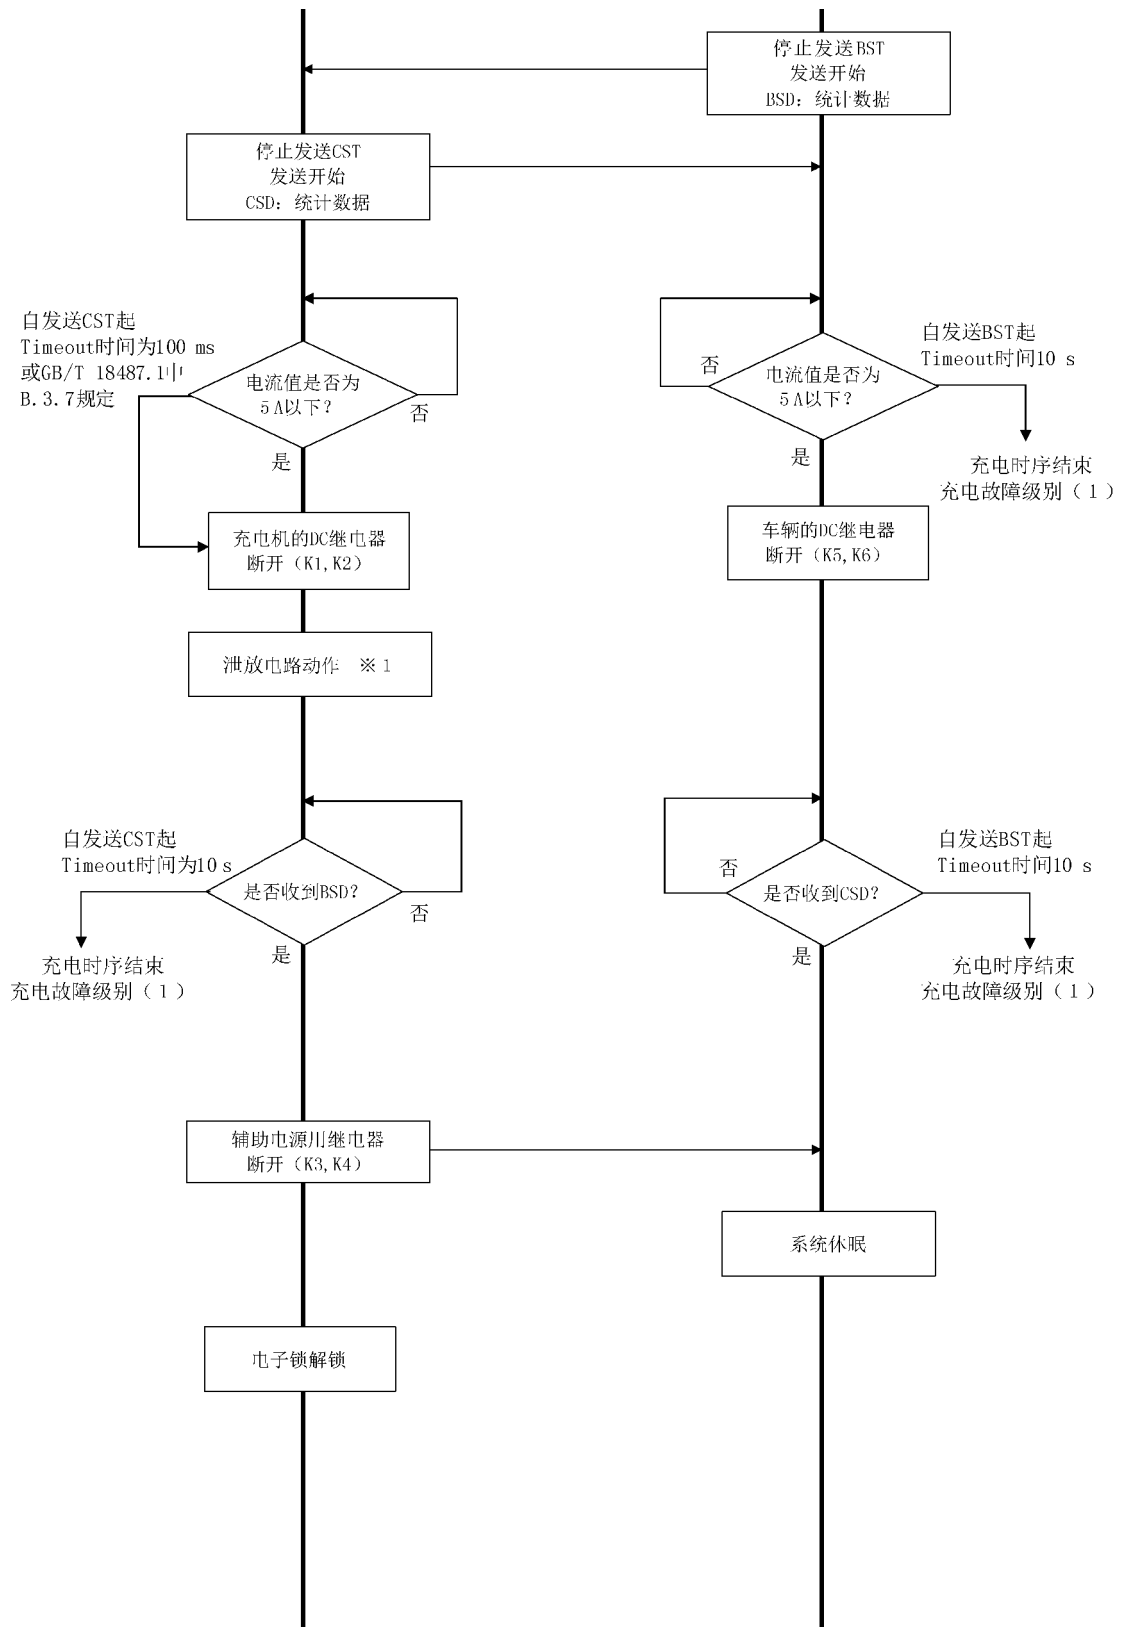 停止发送BST
发送开始
BSD: 统计数据
停止发送CST
发送开始
CSD: 统计数据
自发送CST起
Timeout时间为100 ms
或GB/T 18487.1中
B.3.7规定
电流值是否为
5A以下?
否
是
否
电流值是否为
5A以下?
自发送BST起
Timeout时间10 s
是
充电时序结束
充电故障级别(1)
充电机的DC继电器
断开(K1,K2)
车辆的DC继电器
断开(K5,K6)
泄放电路动作 ※1
自发送CST起
Timeout时间为10 s
是否收到BSD?
否
是
充电时序结束
充电故障级别(1)
否
是否收到CSD?
自发送BST起
Timeout时间10 s
是
充电时序结束
充电故障级别(1)
辅助电源用继电器
断开(K3,K4)
系统休眠
电子锁解锁